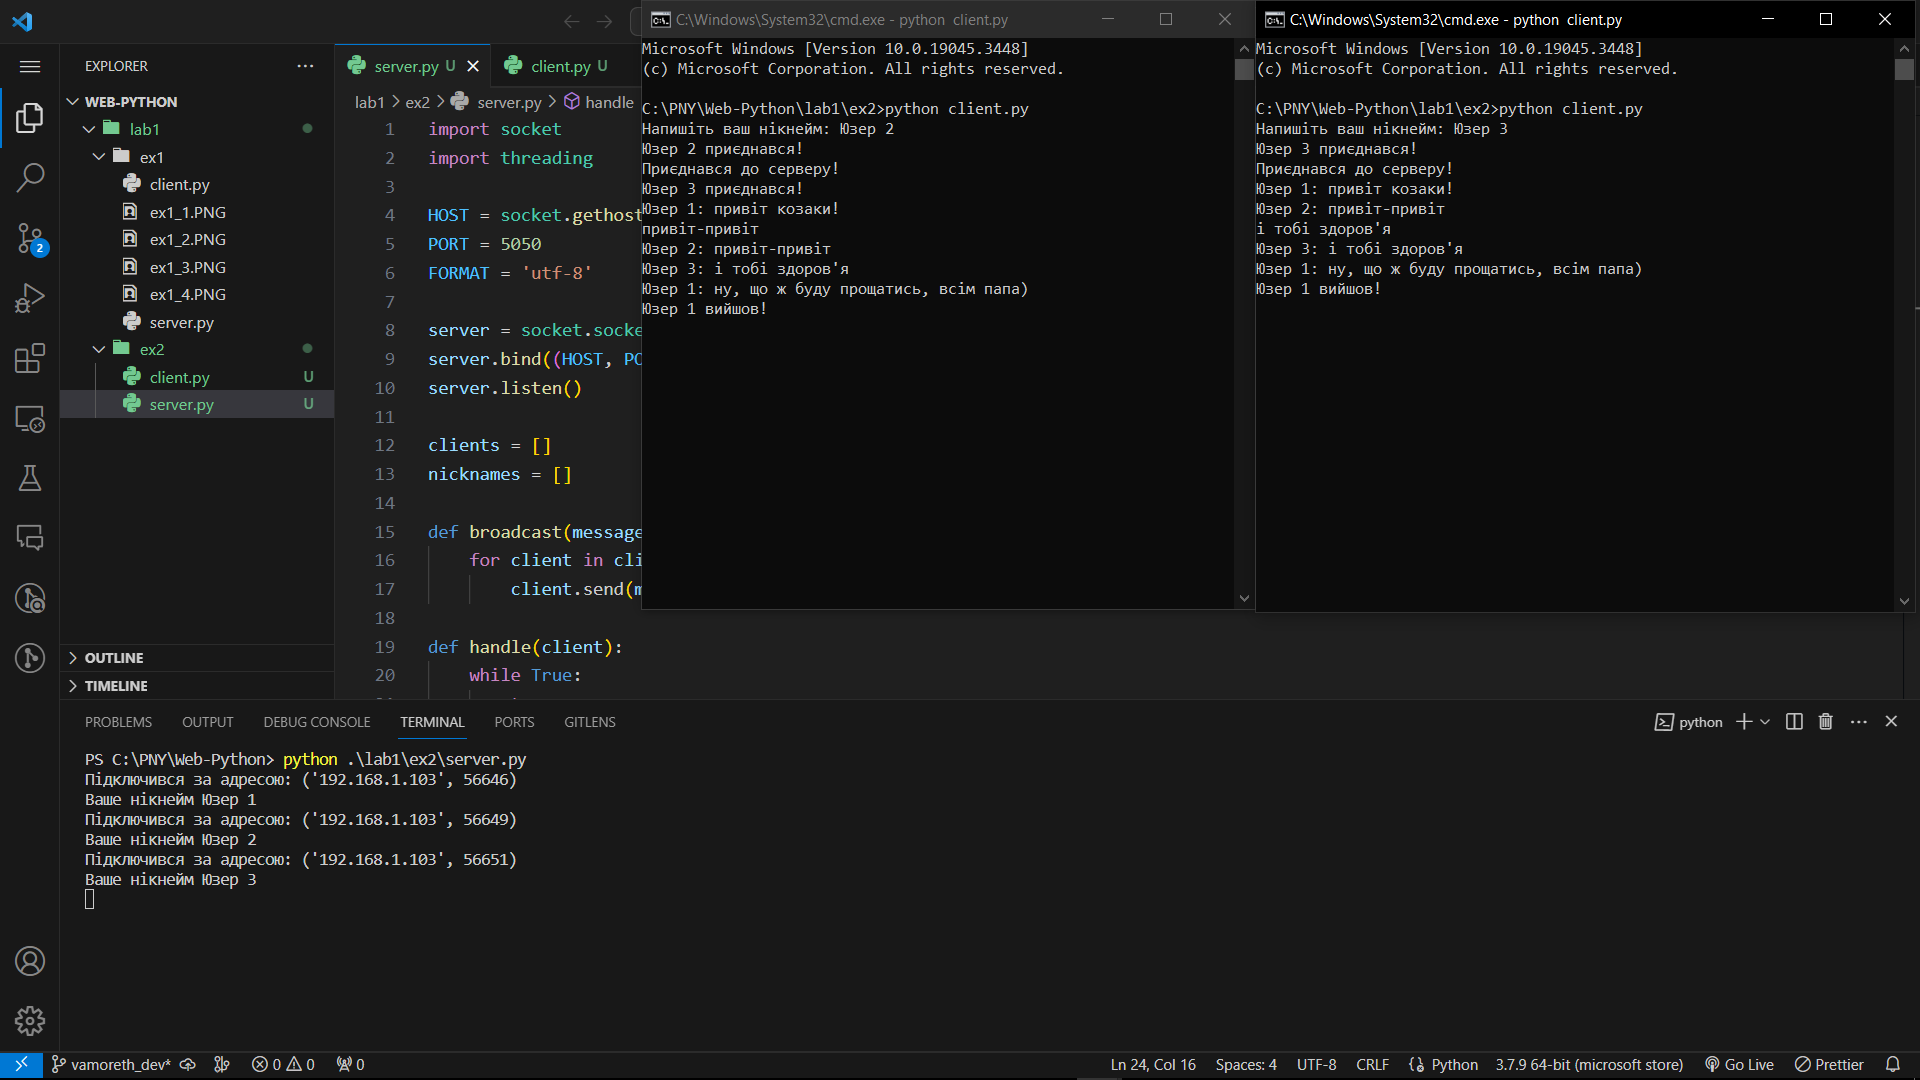 EXPLORER
WEB-PYTHON
lab1
ex1
client.py
ex1_1.PNG
ex1_2.PNG
ex1_3.PNG
ex1_4.PNG
server.py
ex2
client.py U
server.py U
OUTLINE
TIMELINE
2
server.py U
client.py U
lab1 > ex2 > server.py > handle
1 import socket
2 import threading
3
4 HOST = socket.gethost
5 PORT = 5050
6 FORMAT = 'utf-8'
7
8 server = socket.socke
9 server.bind((HOST, PO
10 server.listen()
11
12 clients = []
13 nicknames = []
14
15 def broadcast(message
16 for client in cli
17 client.send(m
18
19 def handle(client):
20 while True:
C:\Windows\System32\cmd.exe - python  client.py
Microsoft Windows [Version 10.0.19045.3448]
(c) Microsoft Corporation. All rights reserved.
C:\PNY\Web-Python\lab1\ex2>python client.py
Напишіть ваш нікнейм: Юзер 2
Юзер 2 приєднався!
Приєднався до серверу!
Юзер 3 приєднався!
Юзер 1: привіт козаки!
привіт-привіт
Юзер 2: привіт-привіт
Юзер 3: і тобі здоров'я
Юзер 1: ну, що ж буду прощатись, всім папа)
Юзер 1 вийшов!
C:\Windows\System32\cmd.exe - python  client.py
Microsoft Windows [Version 10.0.19045.3448]
(c) Microsoft Corporation. All rights reserved.
C:\PNY\Web-Python\lab1\ex2>python client.py
Напишіть ваш нікнейм: Юзер 3
Юзер 3 приєднався!
Приєднався до серверу!
Юзер 1: привіт козаки!
Юзер 2: привіт-привіт
і тобі здоров'я
Юзер 3: і тобі здоров'я
Юзер 1: ну, що ж буду прощатись, всім папа)
Юзер 1 вийшов!
PROBLEMS OUTPUT DEBUG CONSOLE TERMINAL PORTS GITLENS
python
PS C:\PNY\Web-Python> python .\lab1\ex2\server.py
Підключився за адресою: ('192.168.1.103', 56646)
Ваше нікнейм Юзер 1
Підключився за адресою: ('192.168.1.103', 56649)
Ваше нікнейм Юзер 2
Підключився за адресою: ('192.168.1.103', 56651)
Ваше нікнейм Юзер 3
vamoreth_dev* 0 0 0 Ln 24, Col 16 Spaces: 4 UTF-8 CRLF Python 3.7.9 64-bit (microsoft store) Go Live Prettier